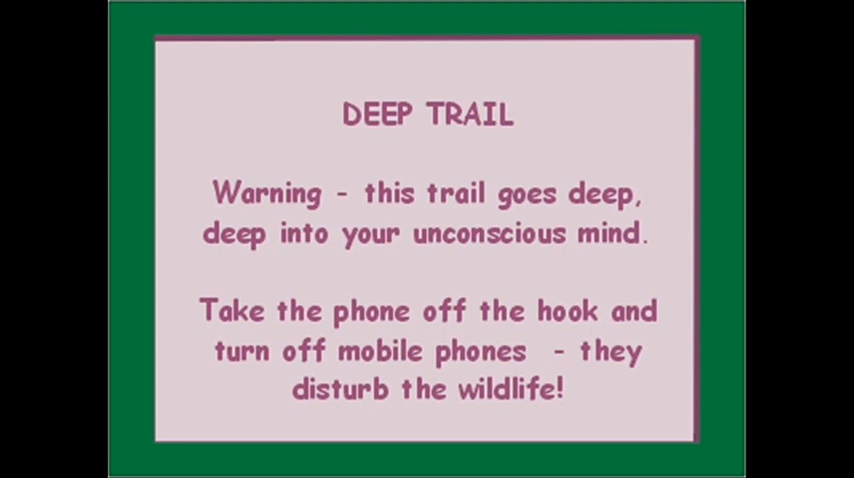 DEEP TRAIL
Warning - this trail goes deep,
deep into your unconscious mind.
Take the phone off the hook and
turn off mobile phones  - they
disturb the wildlife!